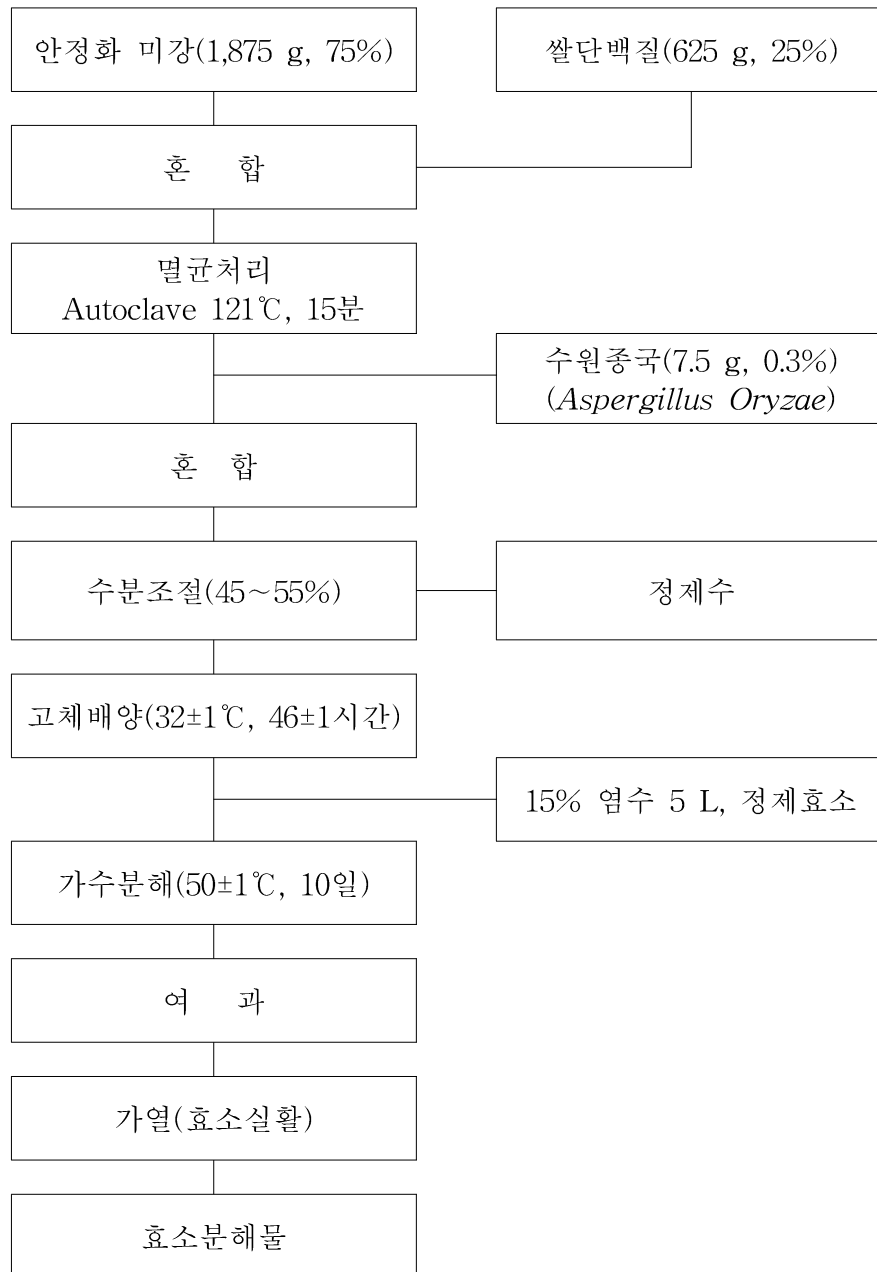 안정화 미강(1,875 g, 75%)
쌀단백질(625 g, 25%)
혼 합
멸균처리
Autoclave 121℃, 15분
수원종국(7.5 g, 0.3%)
(Aspergillus Oryzae)
혼 합
수분조절(45~55%)
정제수
고체배양(32±1℃, 46±1시간)
15% 염수 5 L, 정제효소
가수분해(50±1℃, 10일)
여 과
가열(효소실활)
효소분해물